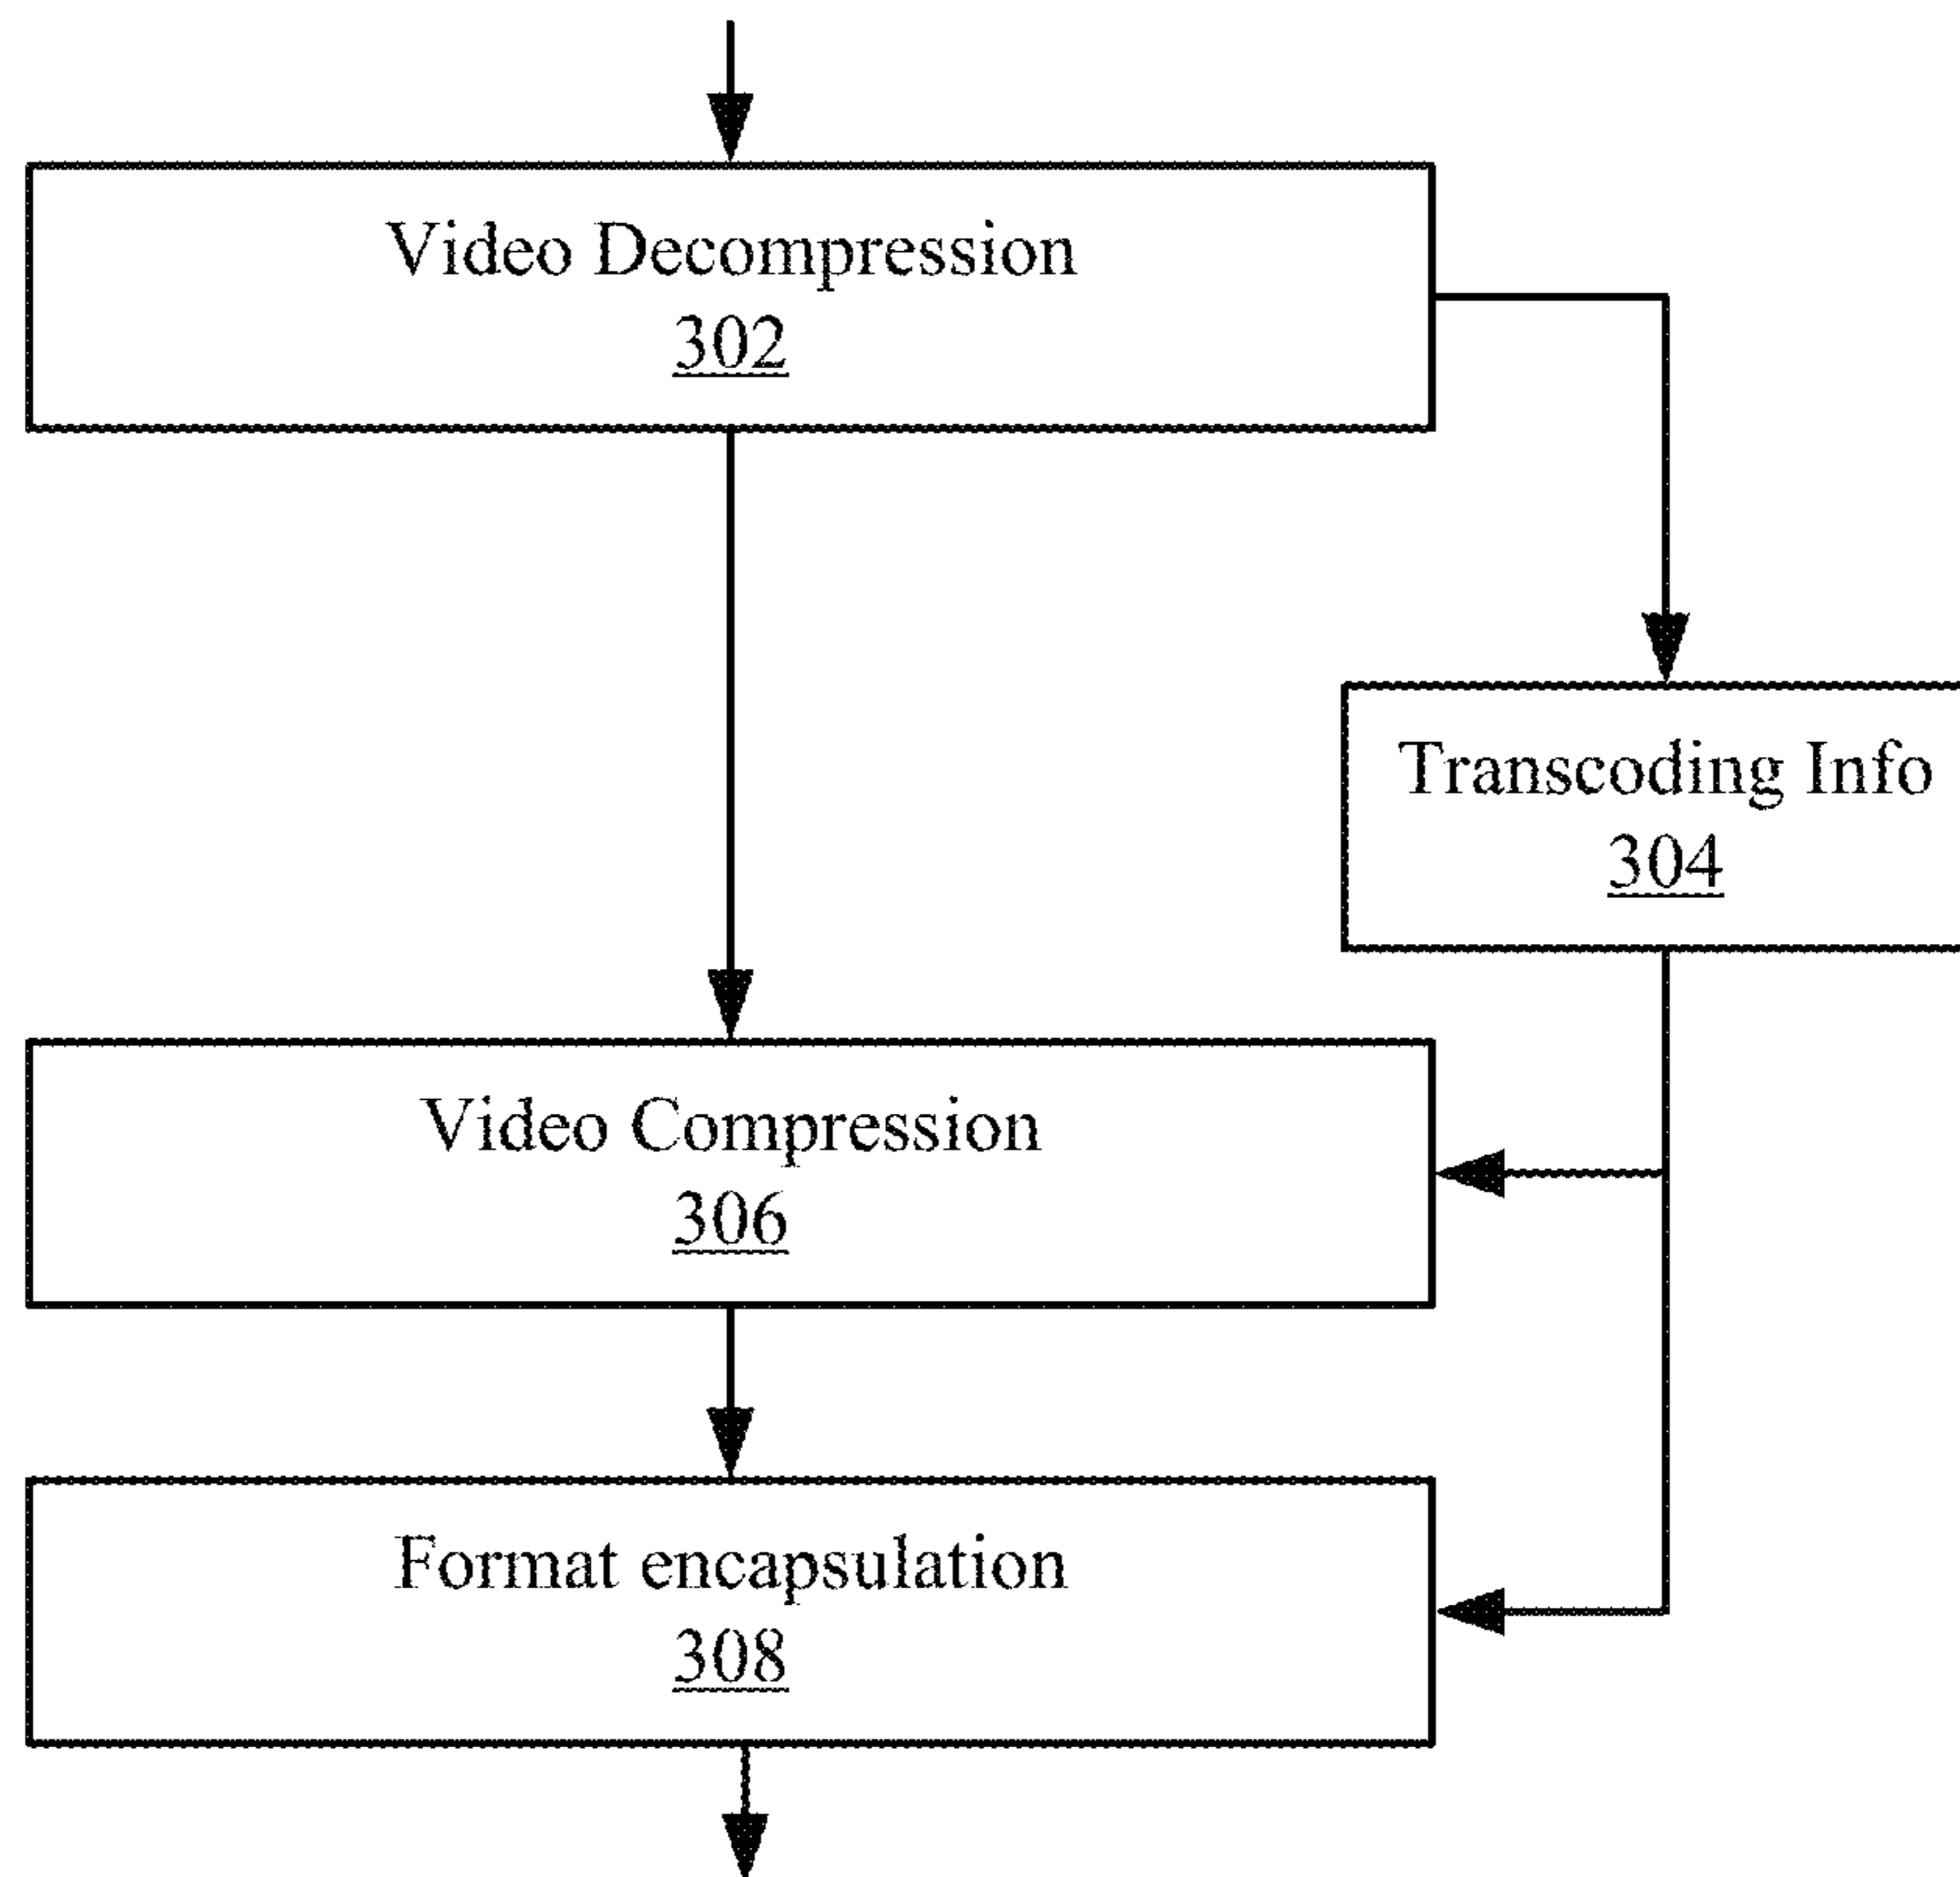 Video Decompression
302
Transcoding Info
304
Video Compression
306
Format encapsulation
308